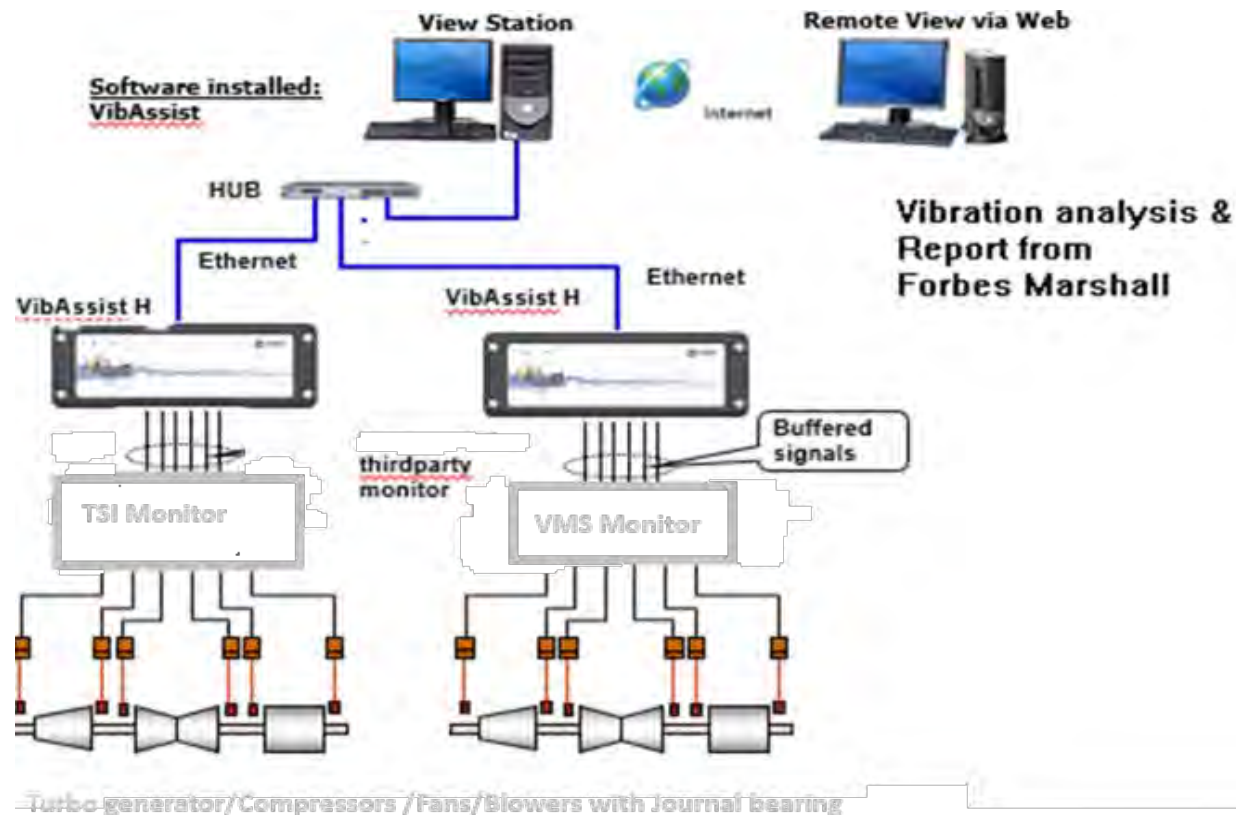 View Station
Remote View via Web
Software installed:
VibAssist
Internet
HUB
Vibration analysis &
Report from
Forbes Marshall
Ethernet
Ethernet
VibAssist H
VibAssist H
Buffered
signals
thirdparty
monitor
TSI Monitor
VMS Monitor
Turbo generator/Compressors /Fans/Blowers with Journal bearing